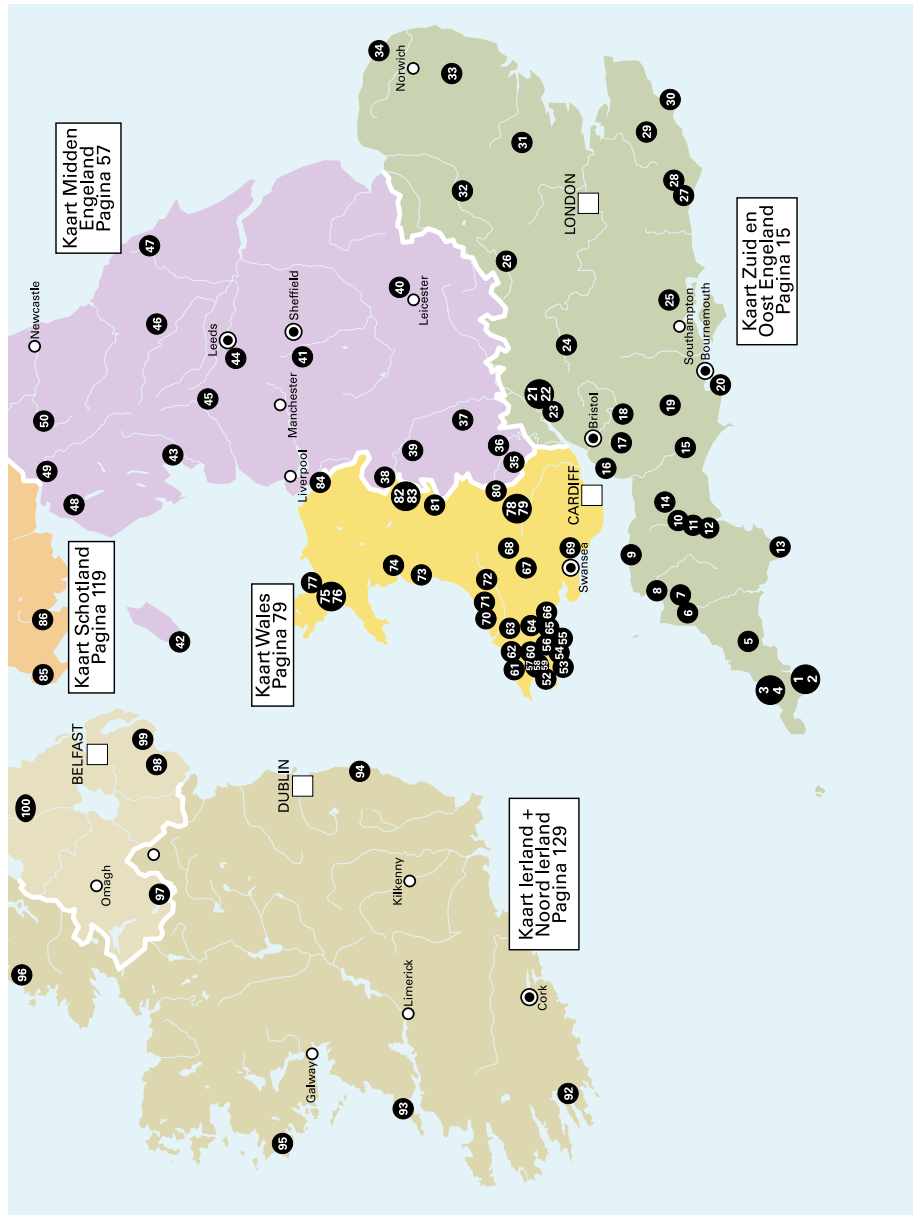 Kaart Schotland
Pagina 119
Kaart Midden
Engeland
Pagina 57
Kaart Wales
Pagina 79
Kaart Ierland +
Noord Ierland
Pagina 129
Kaart Zuid en
Oost Engeland
Pagina 15
BELFAST
Omagh
DUBLIN
Galway
Kilkenny
Limerick
Cork
Newcastle
Leeds
Sheffield
Manchester
Liverpool
Leicester
Norwich
LONDON
Bristol
CARDIFF
Swansea
Southampton
Bournemouth
1
2
3
4
5
6
7
8
9
10
11
12
13
14
15
16
17
18
19
20
21
22
23
24
25
26
27
28
29
30
31
32
33
34
35
36
37
38
39
40
41
42
43
44
45
46
47
48
49
50
52
53
54
55
56
57
58
59
60
61
62
63
64
65
66
67
68
69
70
71
72
73
74
75
76
77
78
79
80
81
82
83
84
85
86
92
93
94
95
96
97
98
99
100